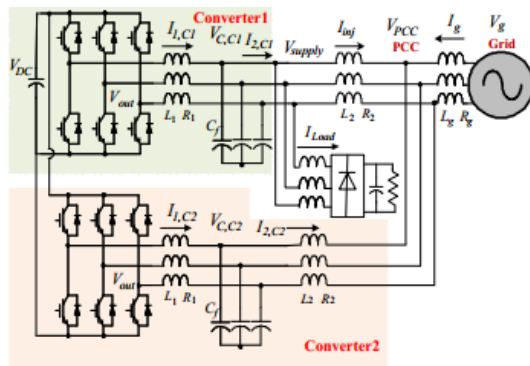 Converter1
I1,C1
VC,C1
I2,C1
Vsupply
Iinj
VPCC
PCC
Ig
Vg
Grid
VDC
Vout
L1 R1
Cf
L2 R2
Lg Rg
ILoad
I1,C2
VC,C2
I2,C2
Vout
L1 R1
L2 R2
Cf
Converter2